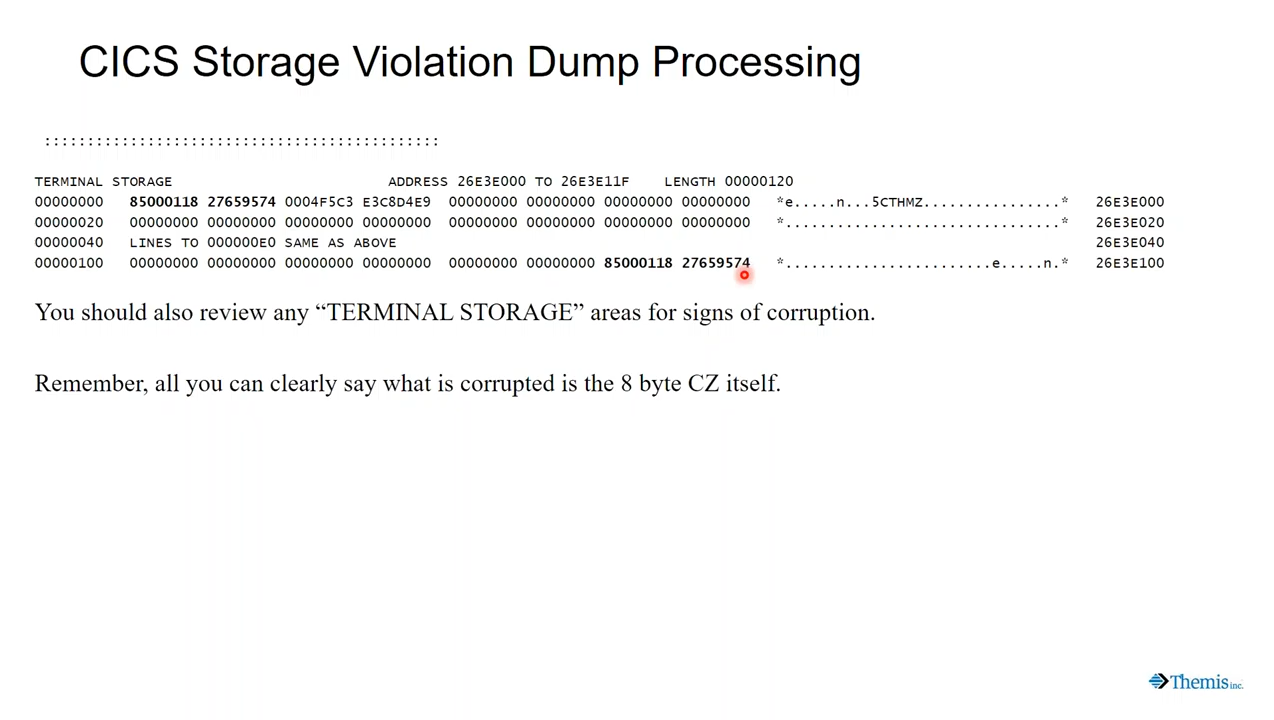 CICS Storage Violation Dump Processing
::::::::::::::::::::::::::::::::::::::::::::::
TERMINAL STORAGE ADDRESS 26E3E000 TO 26E3E11F LENGTH 00000120
00000000 85000118 27659574 0004F5c3 E3c8D4E9 00000000 00000000 00000000 00000000 *e.....n...5CTHMZ................* 26E3E000
00000020 00000000 00000000 00000000 00000000 00000000 00000000 00000000 00000000 *................................* 26E3E020
00000040 LINES TO 000000E0 SAME AS ABOVE 26E3E040
00000100 00000000 00000000 00000000 00000000 00000000 00000000 85000118 27659574 *........................e.....n.* 26E3E100
You should also review any “TERMINAL STORAGE” areas for signs of corruption.
Remember, all you can clearly say what is corrupted is the 8 byte CZ itself.
Themis inc.